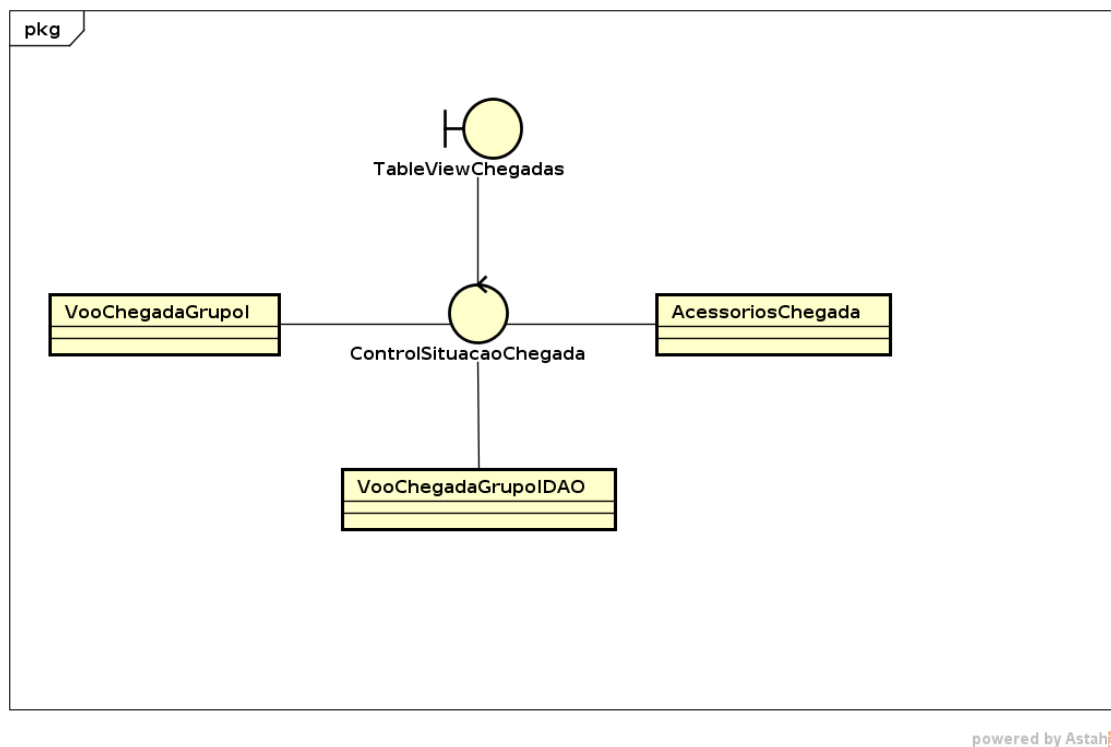 pkg
TableViewChegadas
VooChegadaGrupoI
AcessoriosChegada
ControlSituacaoChegada
VooChegadaGrupoIDAO
powered by Astah